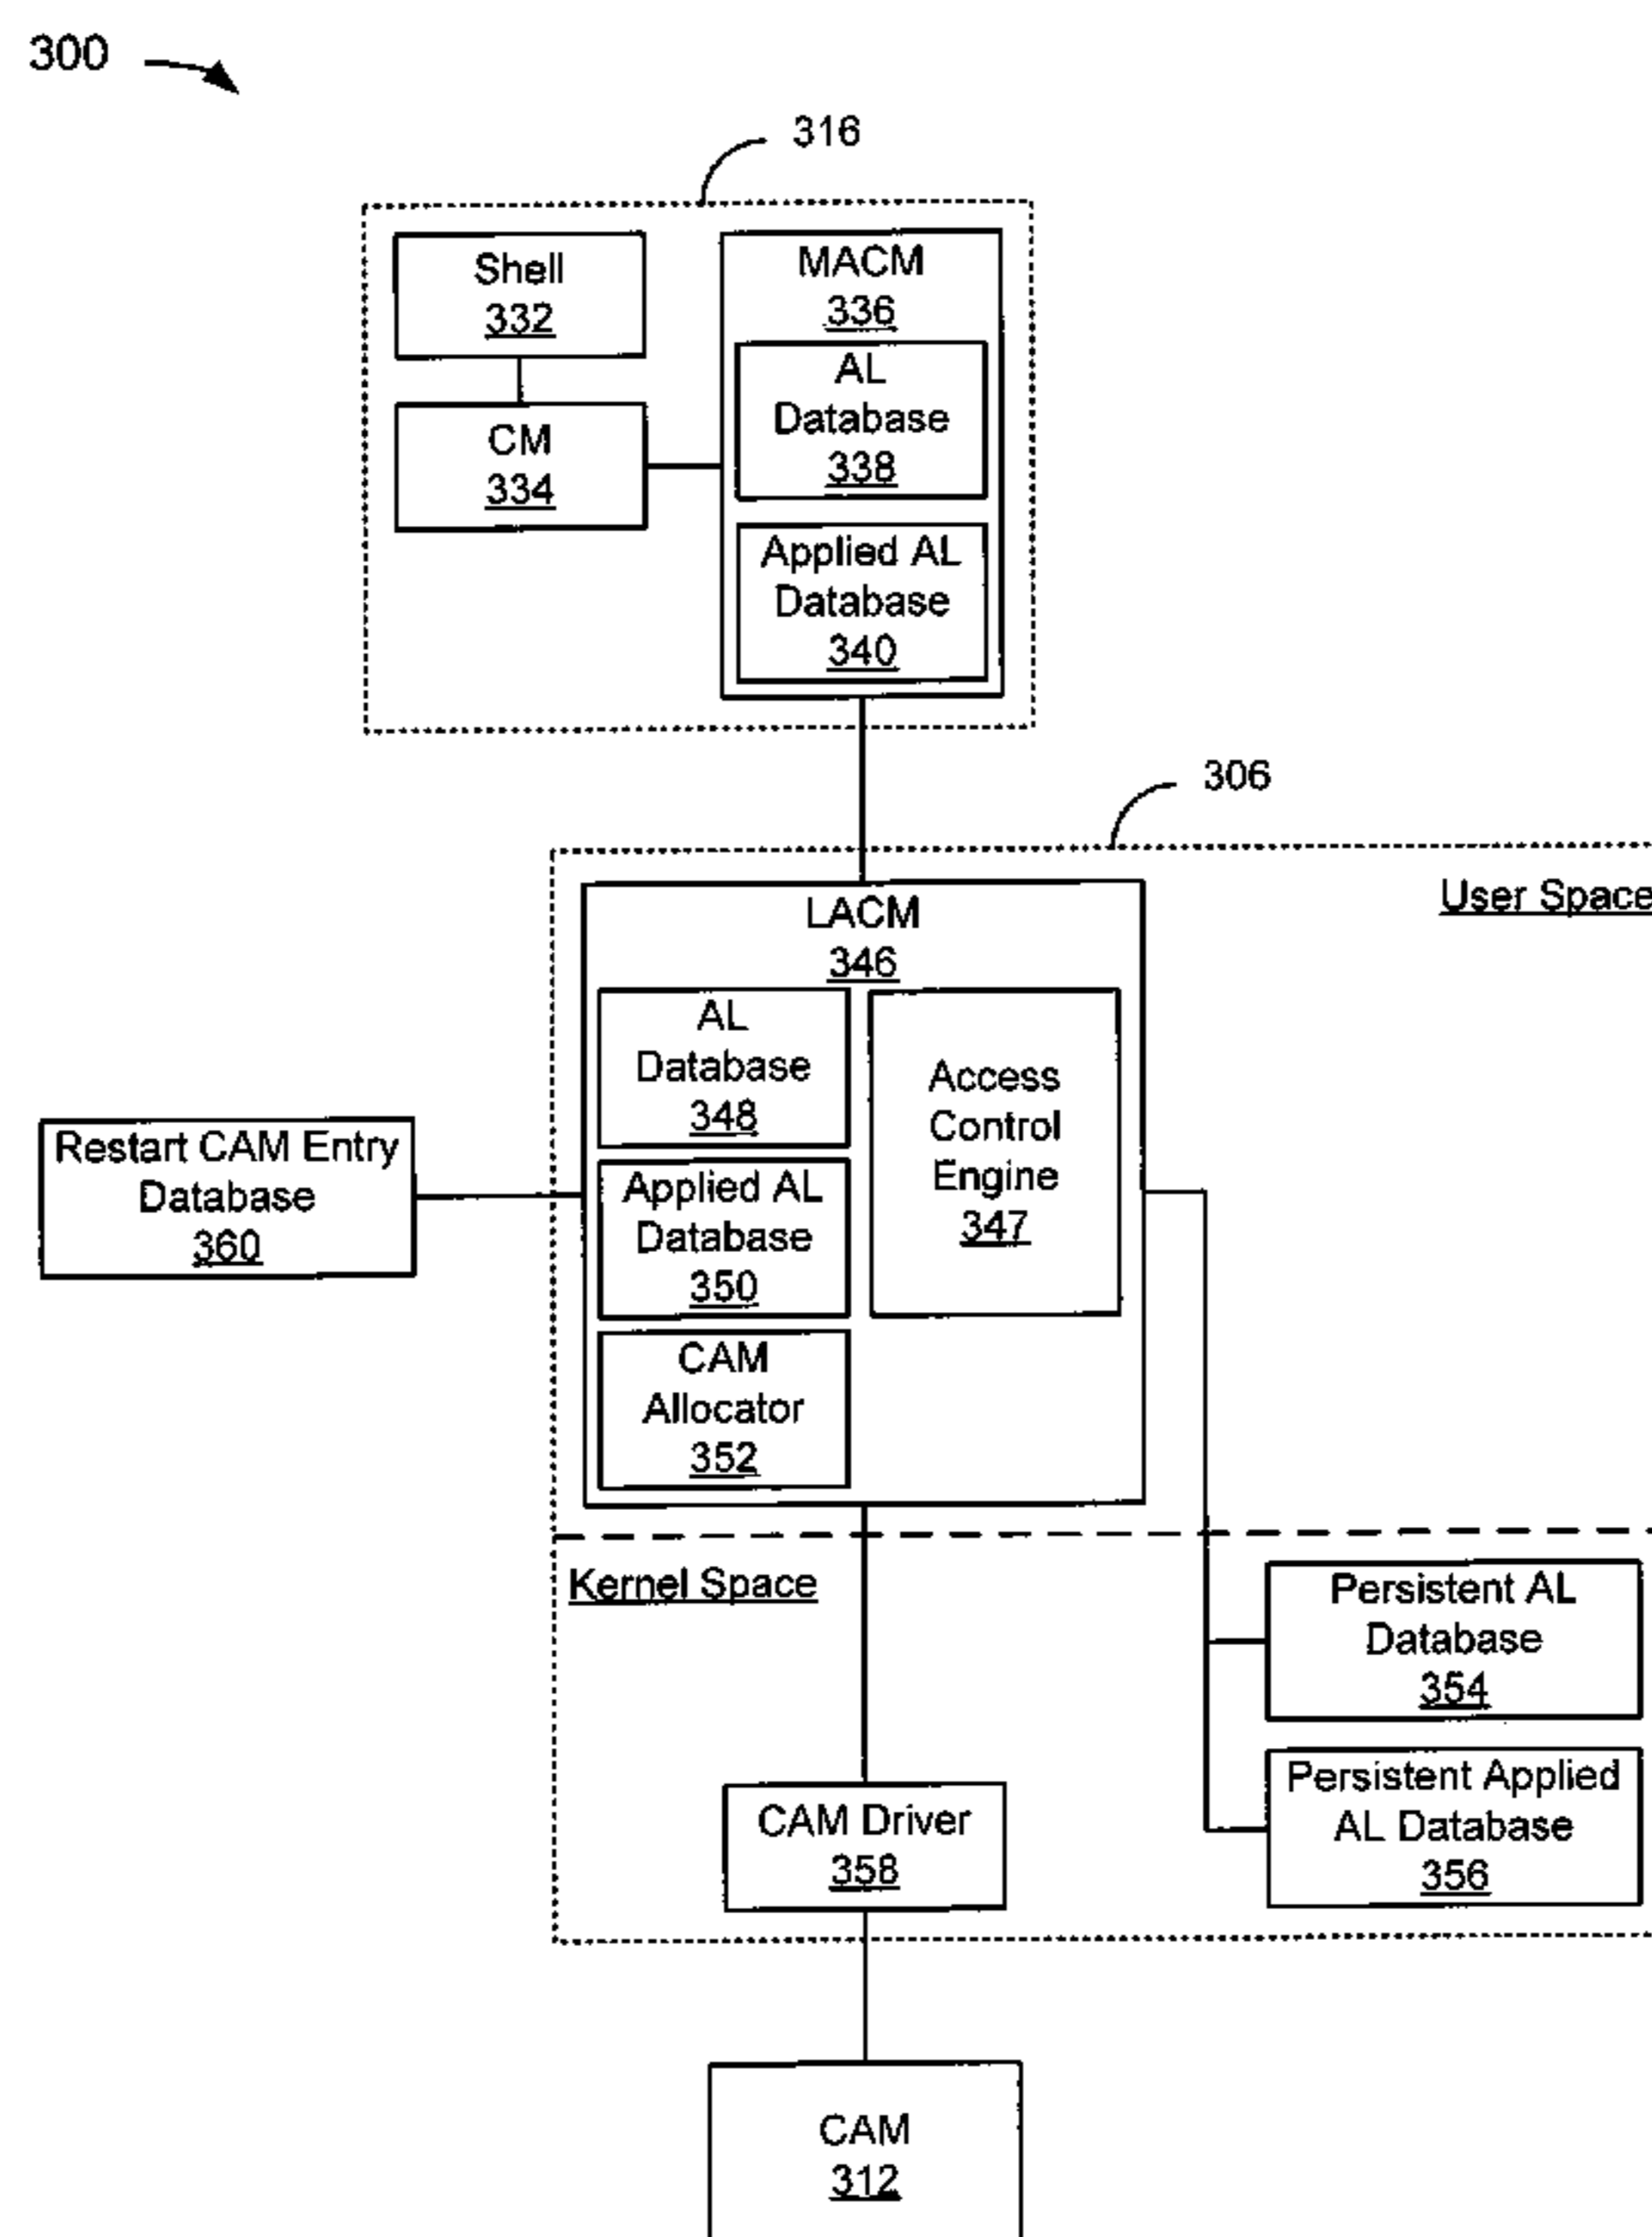 300
316
Shell
332
CM
334
MACM
336
AL
Database
338
Applied AL
Database
340
306
User Space
LACM
346
AL
Database
348
Applied AL
Database
350
CAM
Allocator
352
Access
Control
Engine
347
Restart CAM Entry
Database
360
Kernel Space
Persistent AL
Database
354
Persistent Applied
AL Database
356
CAM Driver
358
CAM
312